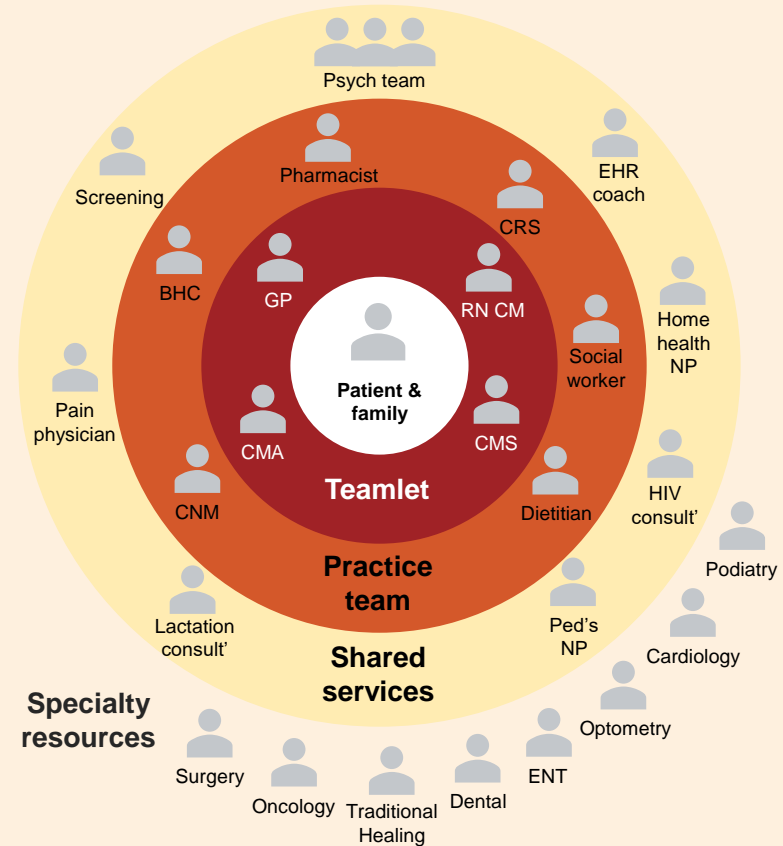 Psych team
Screening
Pharmacist
EHR
coach
CRS
BHC
GP
RN CM
Home
health
NP
Social
worker
Patient &
family
Pain
physician
CMA
CMS
Teamlet
CNM
Dietitian
HIV
consult'
Practice
team
Podiatry
Lactation
consult'
Ped's
NP
Shared
services
Cardiology
Specialty
resources
Optometry
Surgery
Oncology
Traditional
Healing
Dental
ENT